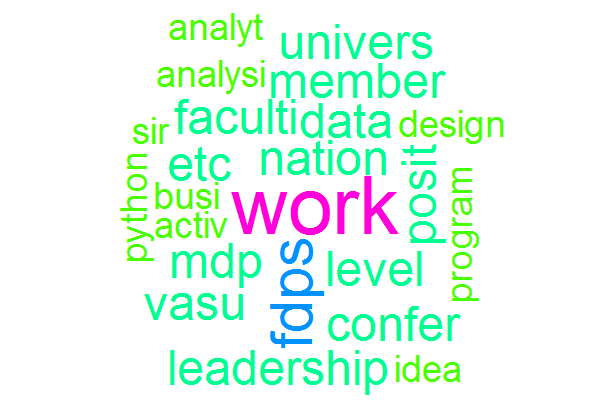 analyt
univers
analysi
member
faculti
data
design
sir
etc
nation
posit
python
busi
work
program
activ
mdp
fdps
level
vasu
confer
leadership
idea